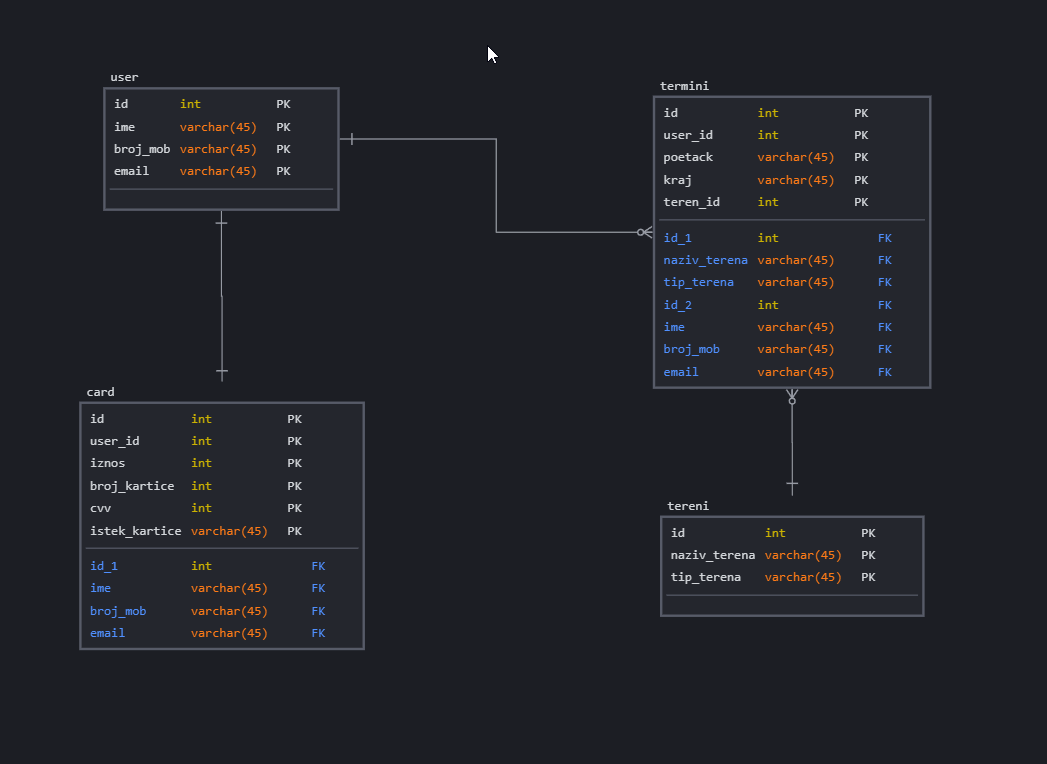 user
id int PK
ime varchar(45) PK
broj_mob varchar(45) PK
email varchar(45) PK
termini
id int PK
user_id int PK
poetack varchar(45) PK
kraj varchar(45) PK
teren_id int PK
id_1 int FK
naziv_terena varchar(45) FK
tip_terena varchar(45) FK
id_2 int FK
ime varchar(45) FK
broj_mob varchar(45) FK
email varchar(45) FK
card
id int PK
user_id int PK
iznos int PK
broj_kartice int PK
cvv int PK
istek_kartice varchar(45) PK
id_1 int FK
ime varchar(45) FK
broj_mob varchar(45) FK
email varchar(45) FK
tereni
id int PK
naziv_terena varchar(45) PK
tip_terena varchar(45) PK